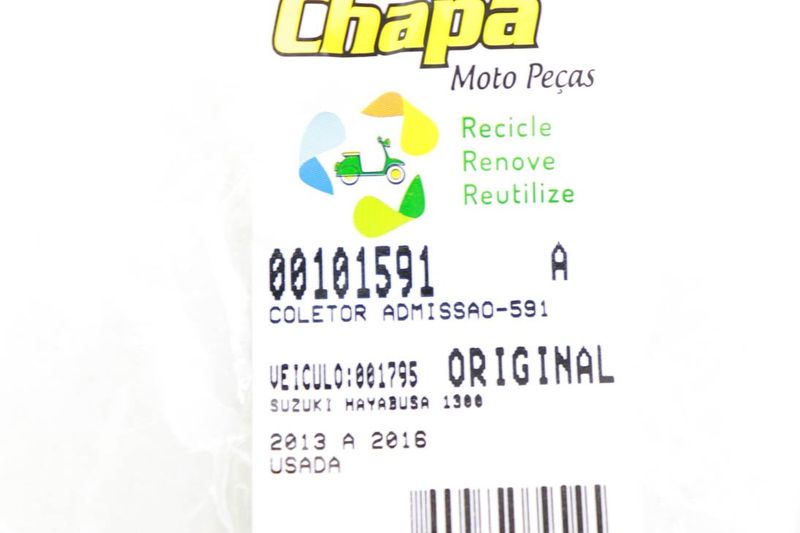 Chapa
Moto Peças
Recicle
Renove
Reutilize
00101591 A
COLETOR ADMISSAO-591
VEICULO:001795 ORIGINAL
SUZUKI HAYABUSA 1300
2013 A 2016
USADA